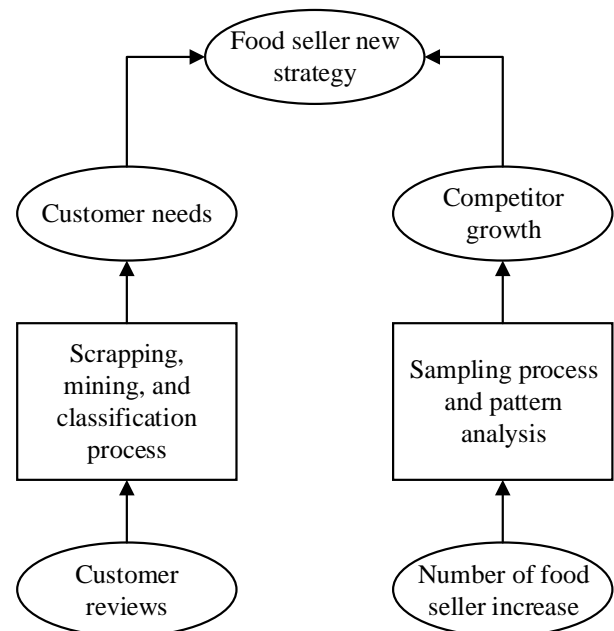 Food seller new
strategy
Customer needs
Competitor
growth
Scrapping,
mining, and
classification
process
Sampling process
and pattern
analysis
Customer
reviews
Number of food
seller increase